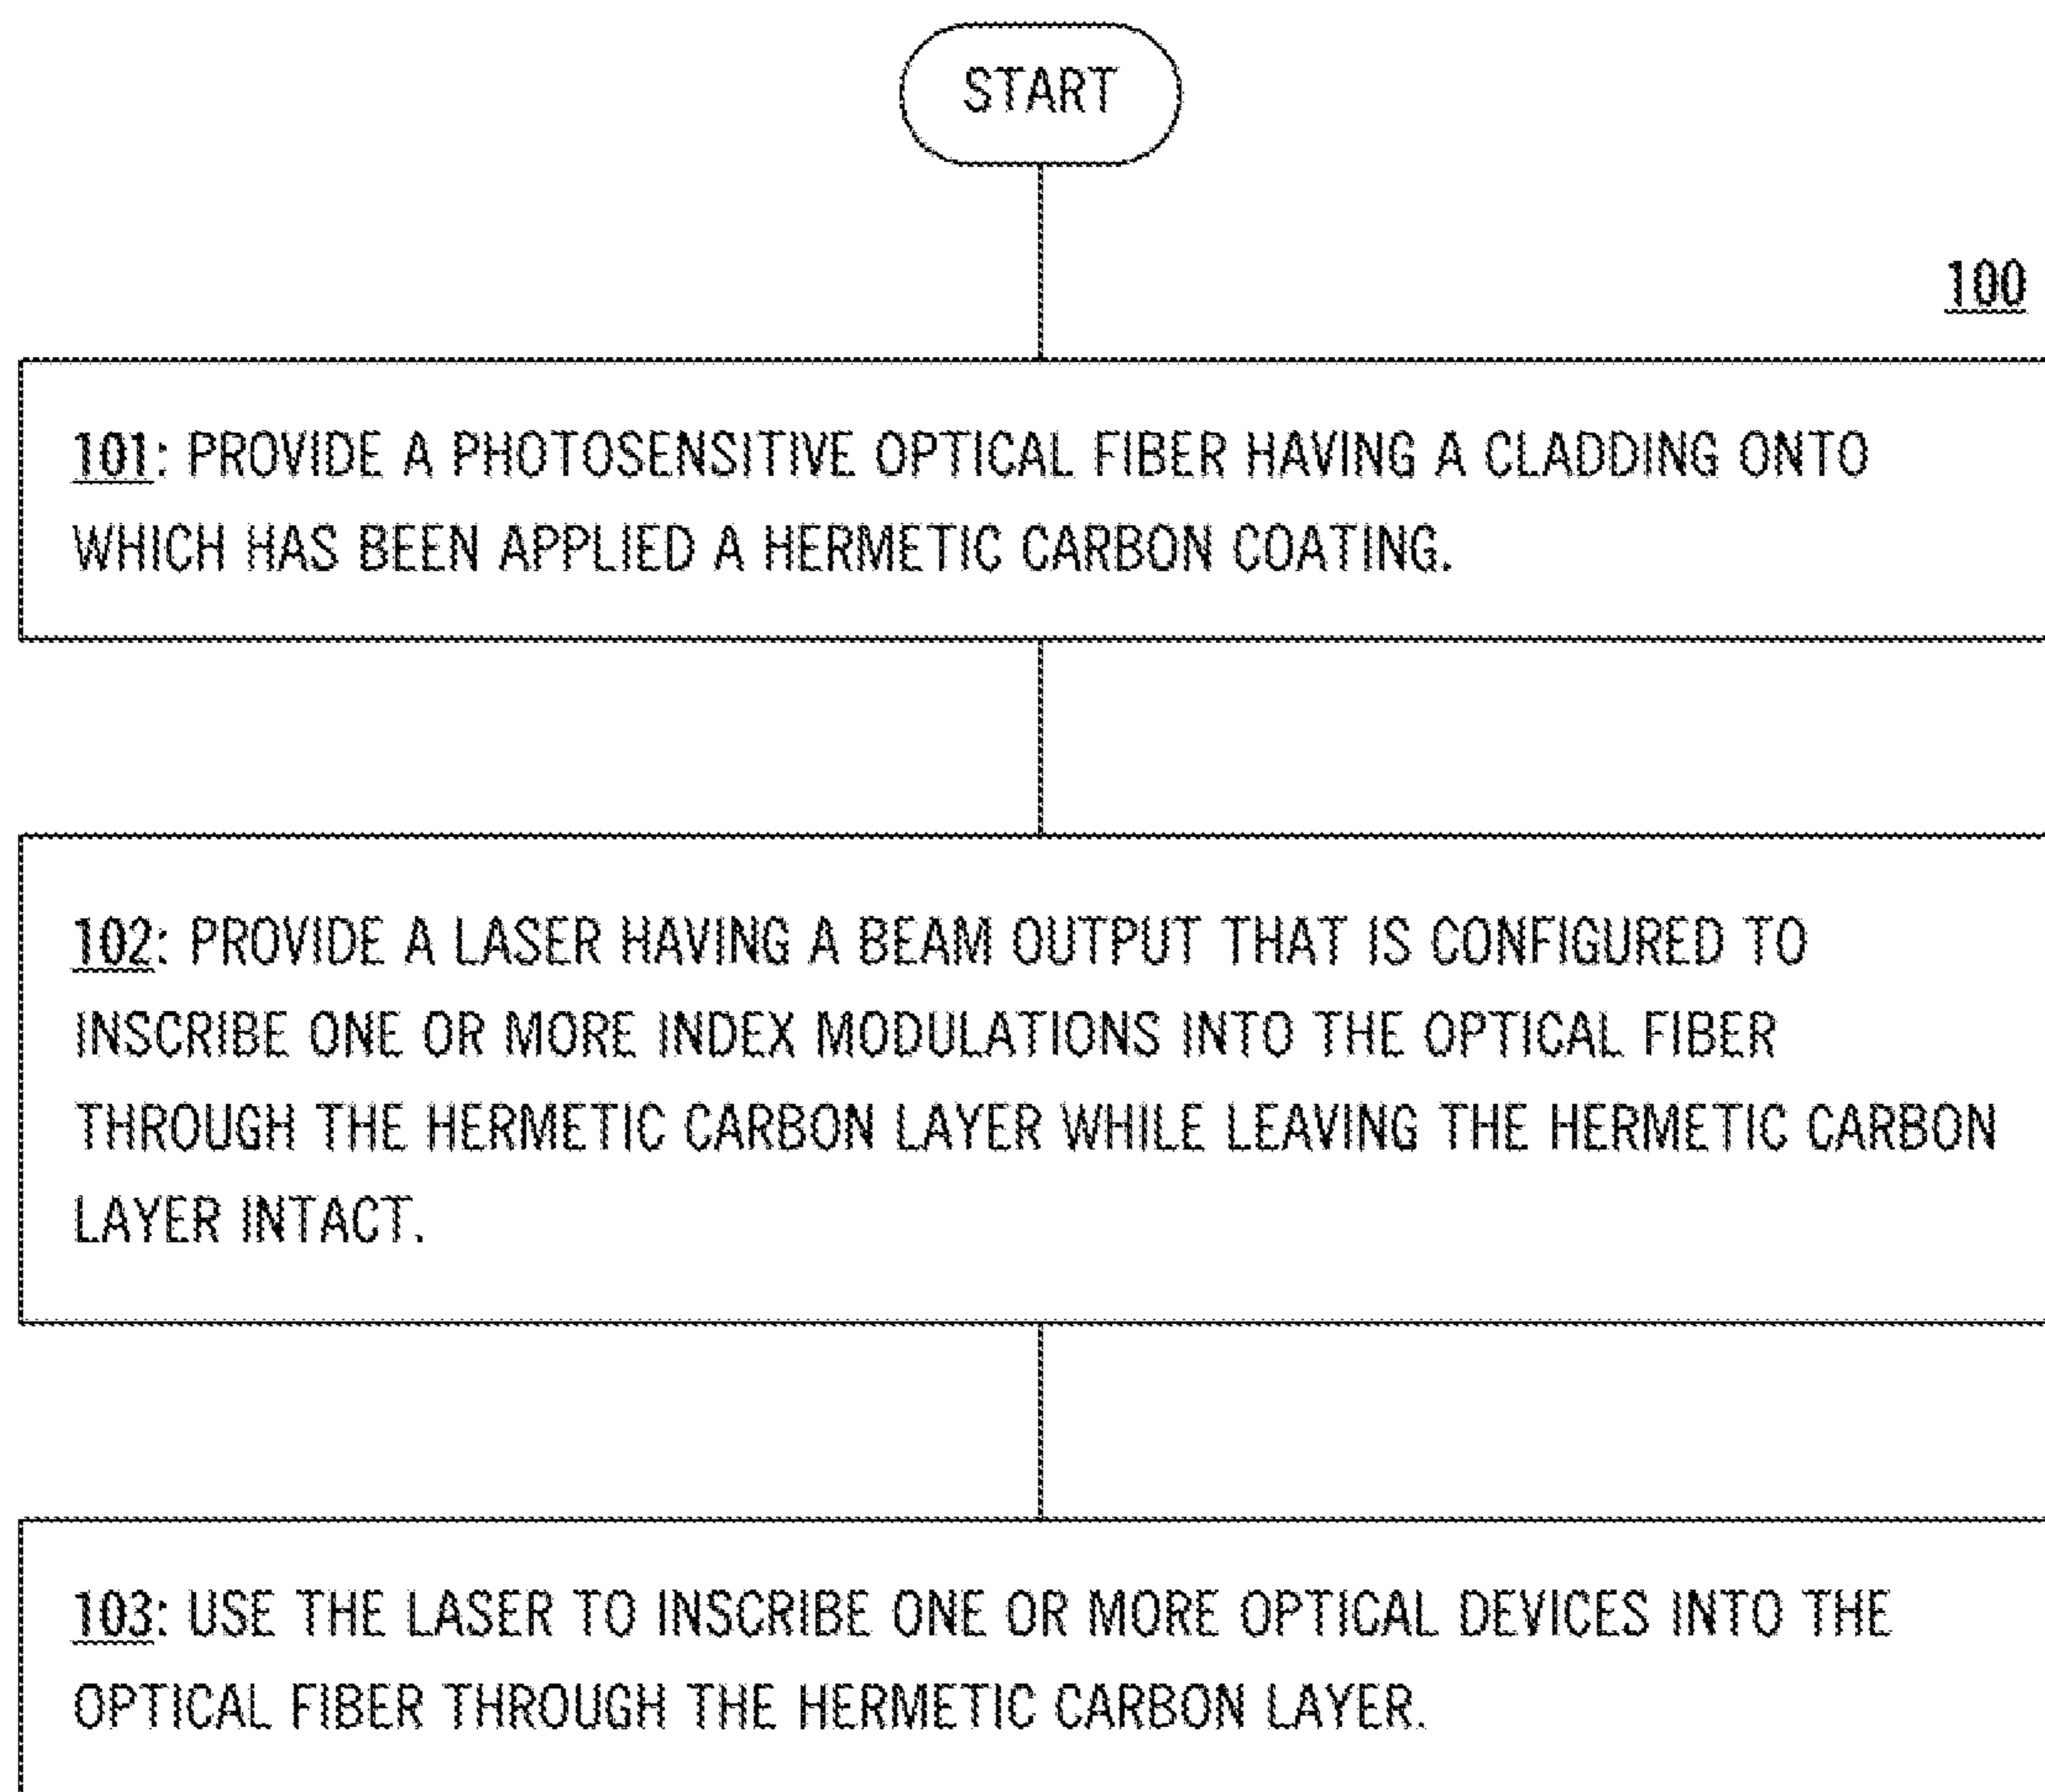 START
100
101: PROVIDE A PHOTOSENSITIVE OPTICAL FIBER HAVING A CLADDING ONTO
WHICH HAS BEEN APPLIED A HERMETIC CARBON COATING.
102: PROVIDE A LASER HAVING A BEAM OUTPUT THAT IS CONFIGURED TO
INSCRIBE ONE OR MORE INDEX MODULATIONS INTO THE OPTICAL FIBER
THROUGH THE HERMETIC CARBON LAYER WHILE LEAVING THE HERMETIC CARBON
LAYER INTACT.
103: USE THE LASER TO INSCRIBE ONE OR MORE OPTICAL DEVICES INTO THE
OPTICAL FIBER THROUGH THE HERMETIC CARBON LAYER.